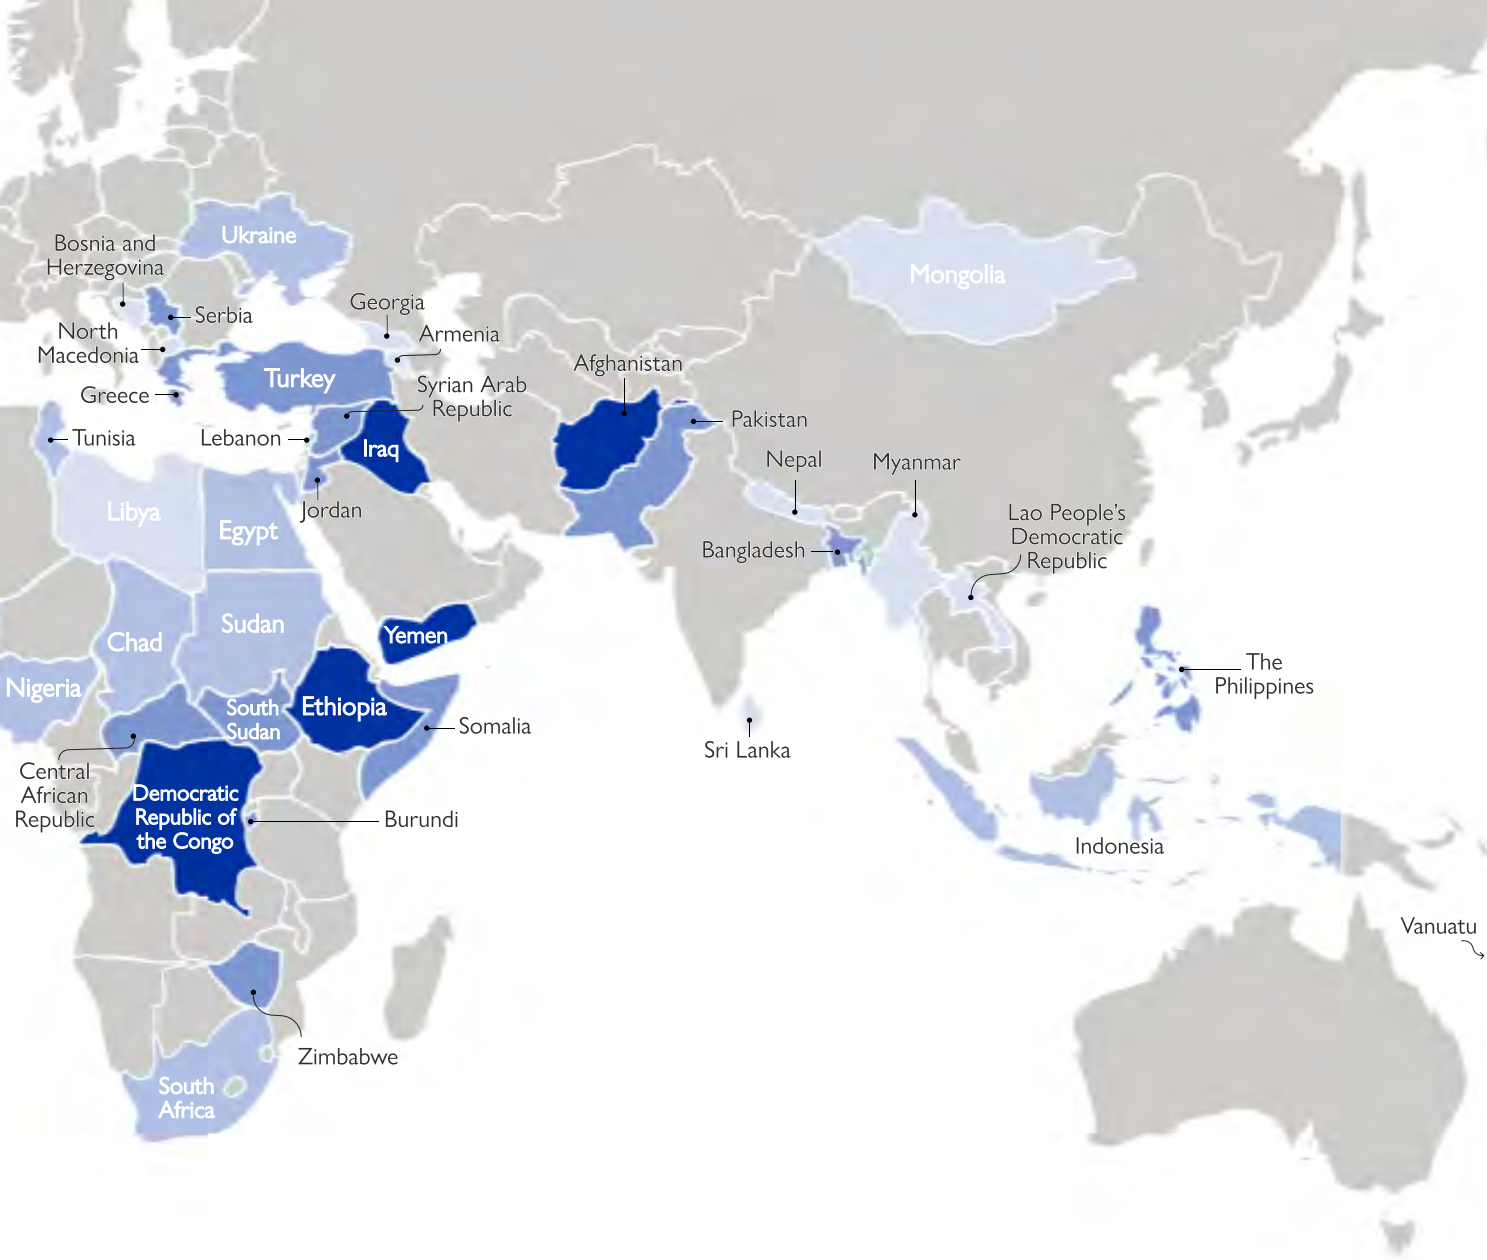 Ukraine
Bosnia and
Herzegovina
Mongolia
Georgia
Serbia
North
Macedonia
Armenia
Afghanistan
Turkey
Greece
Syrian Arab
Republic
Pakistan
Tunisia
Lebanon
Iraq
Nepal
Myanmar
Libya
Jordan
Egypt
Lao People's
Democratic
Republic
Bangladesh
Sudan
Chad
Yemen
The
Philippines
Nigeria
South
Sudan
Ethiopia
Somalia
Sri Lanka
Central
African
Republic
Democratic
Republic of
the Congo
Burundi
Indonesia
Vanuatu
Zimbabwe
South
Africa